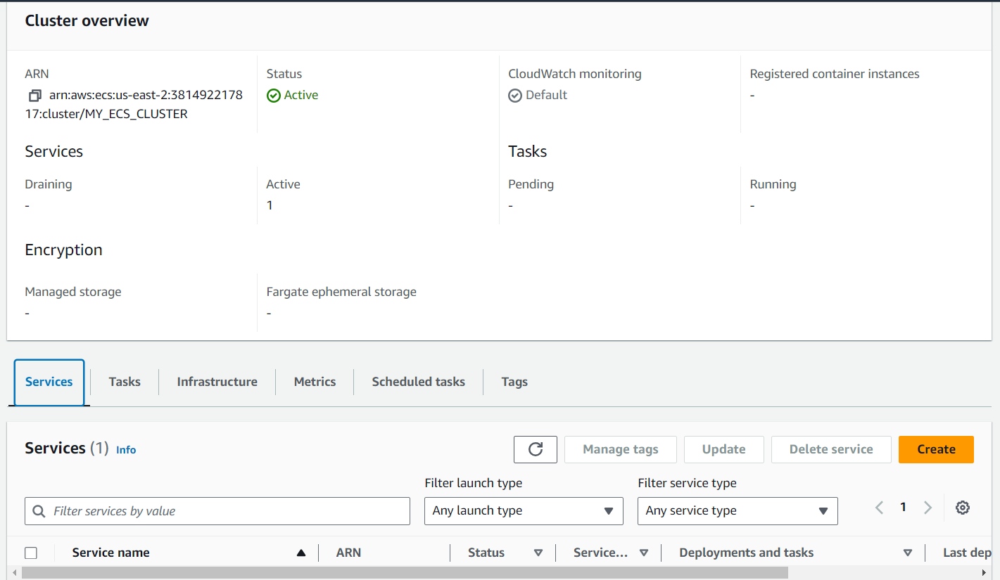 Cluster overview
ARN
arn:aws:ecs:us-east-2:3814922178
17:cluster/MY_ECS_CLUSTER
Status
Active
CloudWatch monitoring
Default
Registered container instances
-
Services
Tasks
Draining
-
Active
1
Pending
-
Running
-
Encryption
Managed storage
-
Fargate ephemeral storage
-
Services
Tasks
Infrastructure
Metrics
Scheduled tasks
Tags
Services (1) Info
Manage tags
Update
Delete service
Create
Filter services by value
Filter launch type
Any launch type
Filter service type
Any service type
1
Service name
ARN
Status
Service...
Deployments and tasks
Last dep